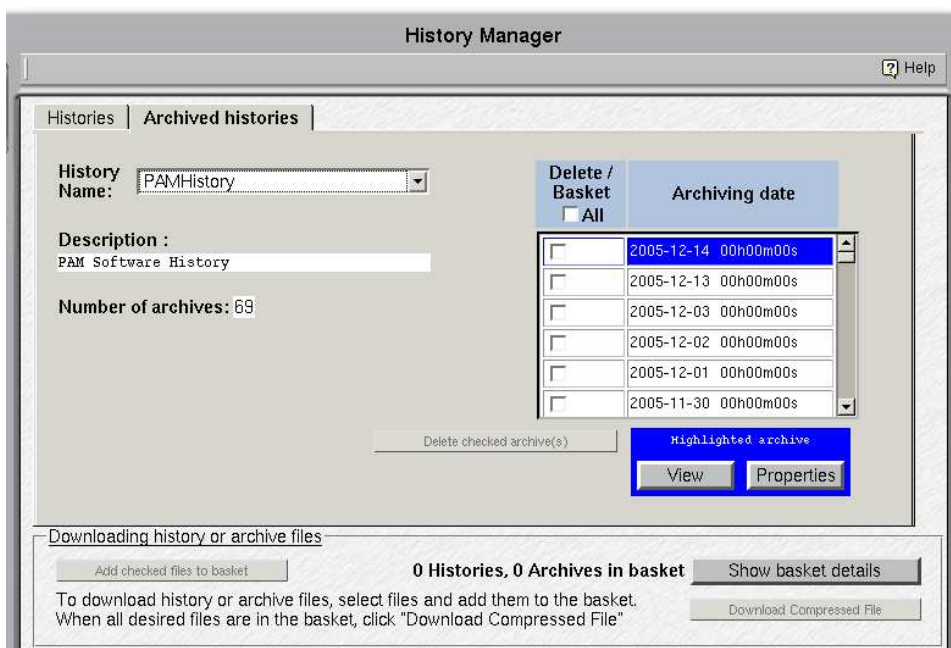 History Manager
Help
Histories
Archived histories
History
Name:
PAMHistory
Description :
PAM Software History
Number of archives: 69
Delete /
Basket
All
Archiving date
2005-12-14 00h00m00s
2005-12-13 00h00m00s
2005-12-03 00h00m00s
2005-12-02 00h00m00s
2005-12-01 00h00m00s
2005-11-30 00h00m00s
Delete checked archive(s)
Highlighted archive
View
Properties
Downloading history or archive files
Add checked files to basket
0 Histories, 0 Archives in basket
Show basket details
To download history or archive files, select files and add them to the basket.
When all desired files are in the basket, click "Download Compressed File"
Download Compressed File